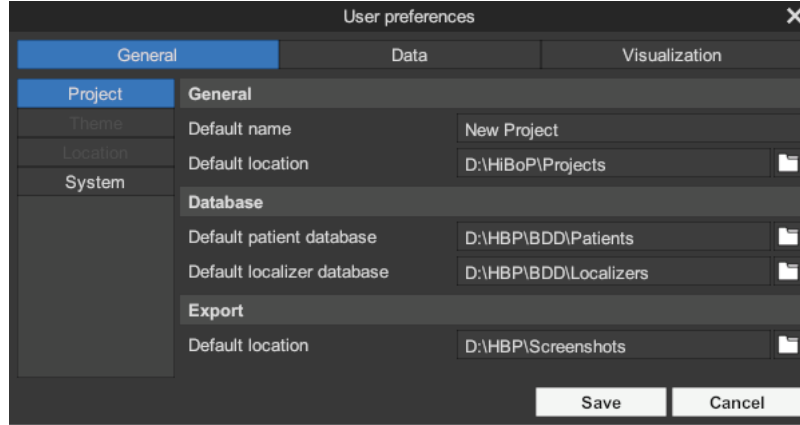 User preferences
General Data Visualization
Project
Theme
Location
System
General
Default name New Project
Default location D:\HiBoP\Projects
Database
Default patient database D:\HBP\BDD\Patients
Default localizer database D:\HBP\BDD\Localizers
Export
Default location D:\HBP\Screenshots
Save Cancel